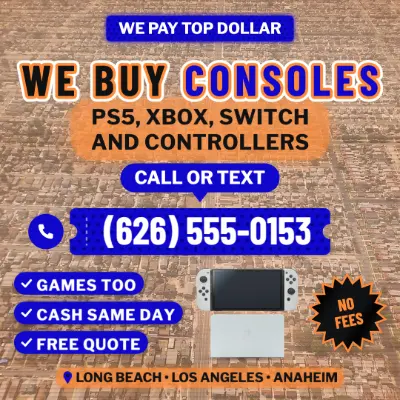 WE PAY TOP DOLLAR
WE BUY CONSOLES
PS5, XBOX, SWITCH
AND CONTROLLERS
CALL OR TEXT
(626) 555-0153
GAMES TOO
CASH SAME DAY
FREE QUOTE
NO
FEES
LONG BEACH • LOS ANGELES • ANAHEIM